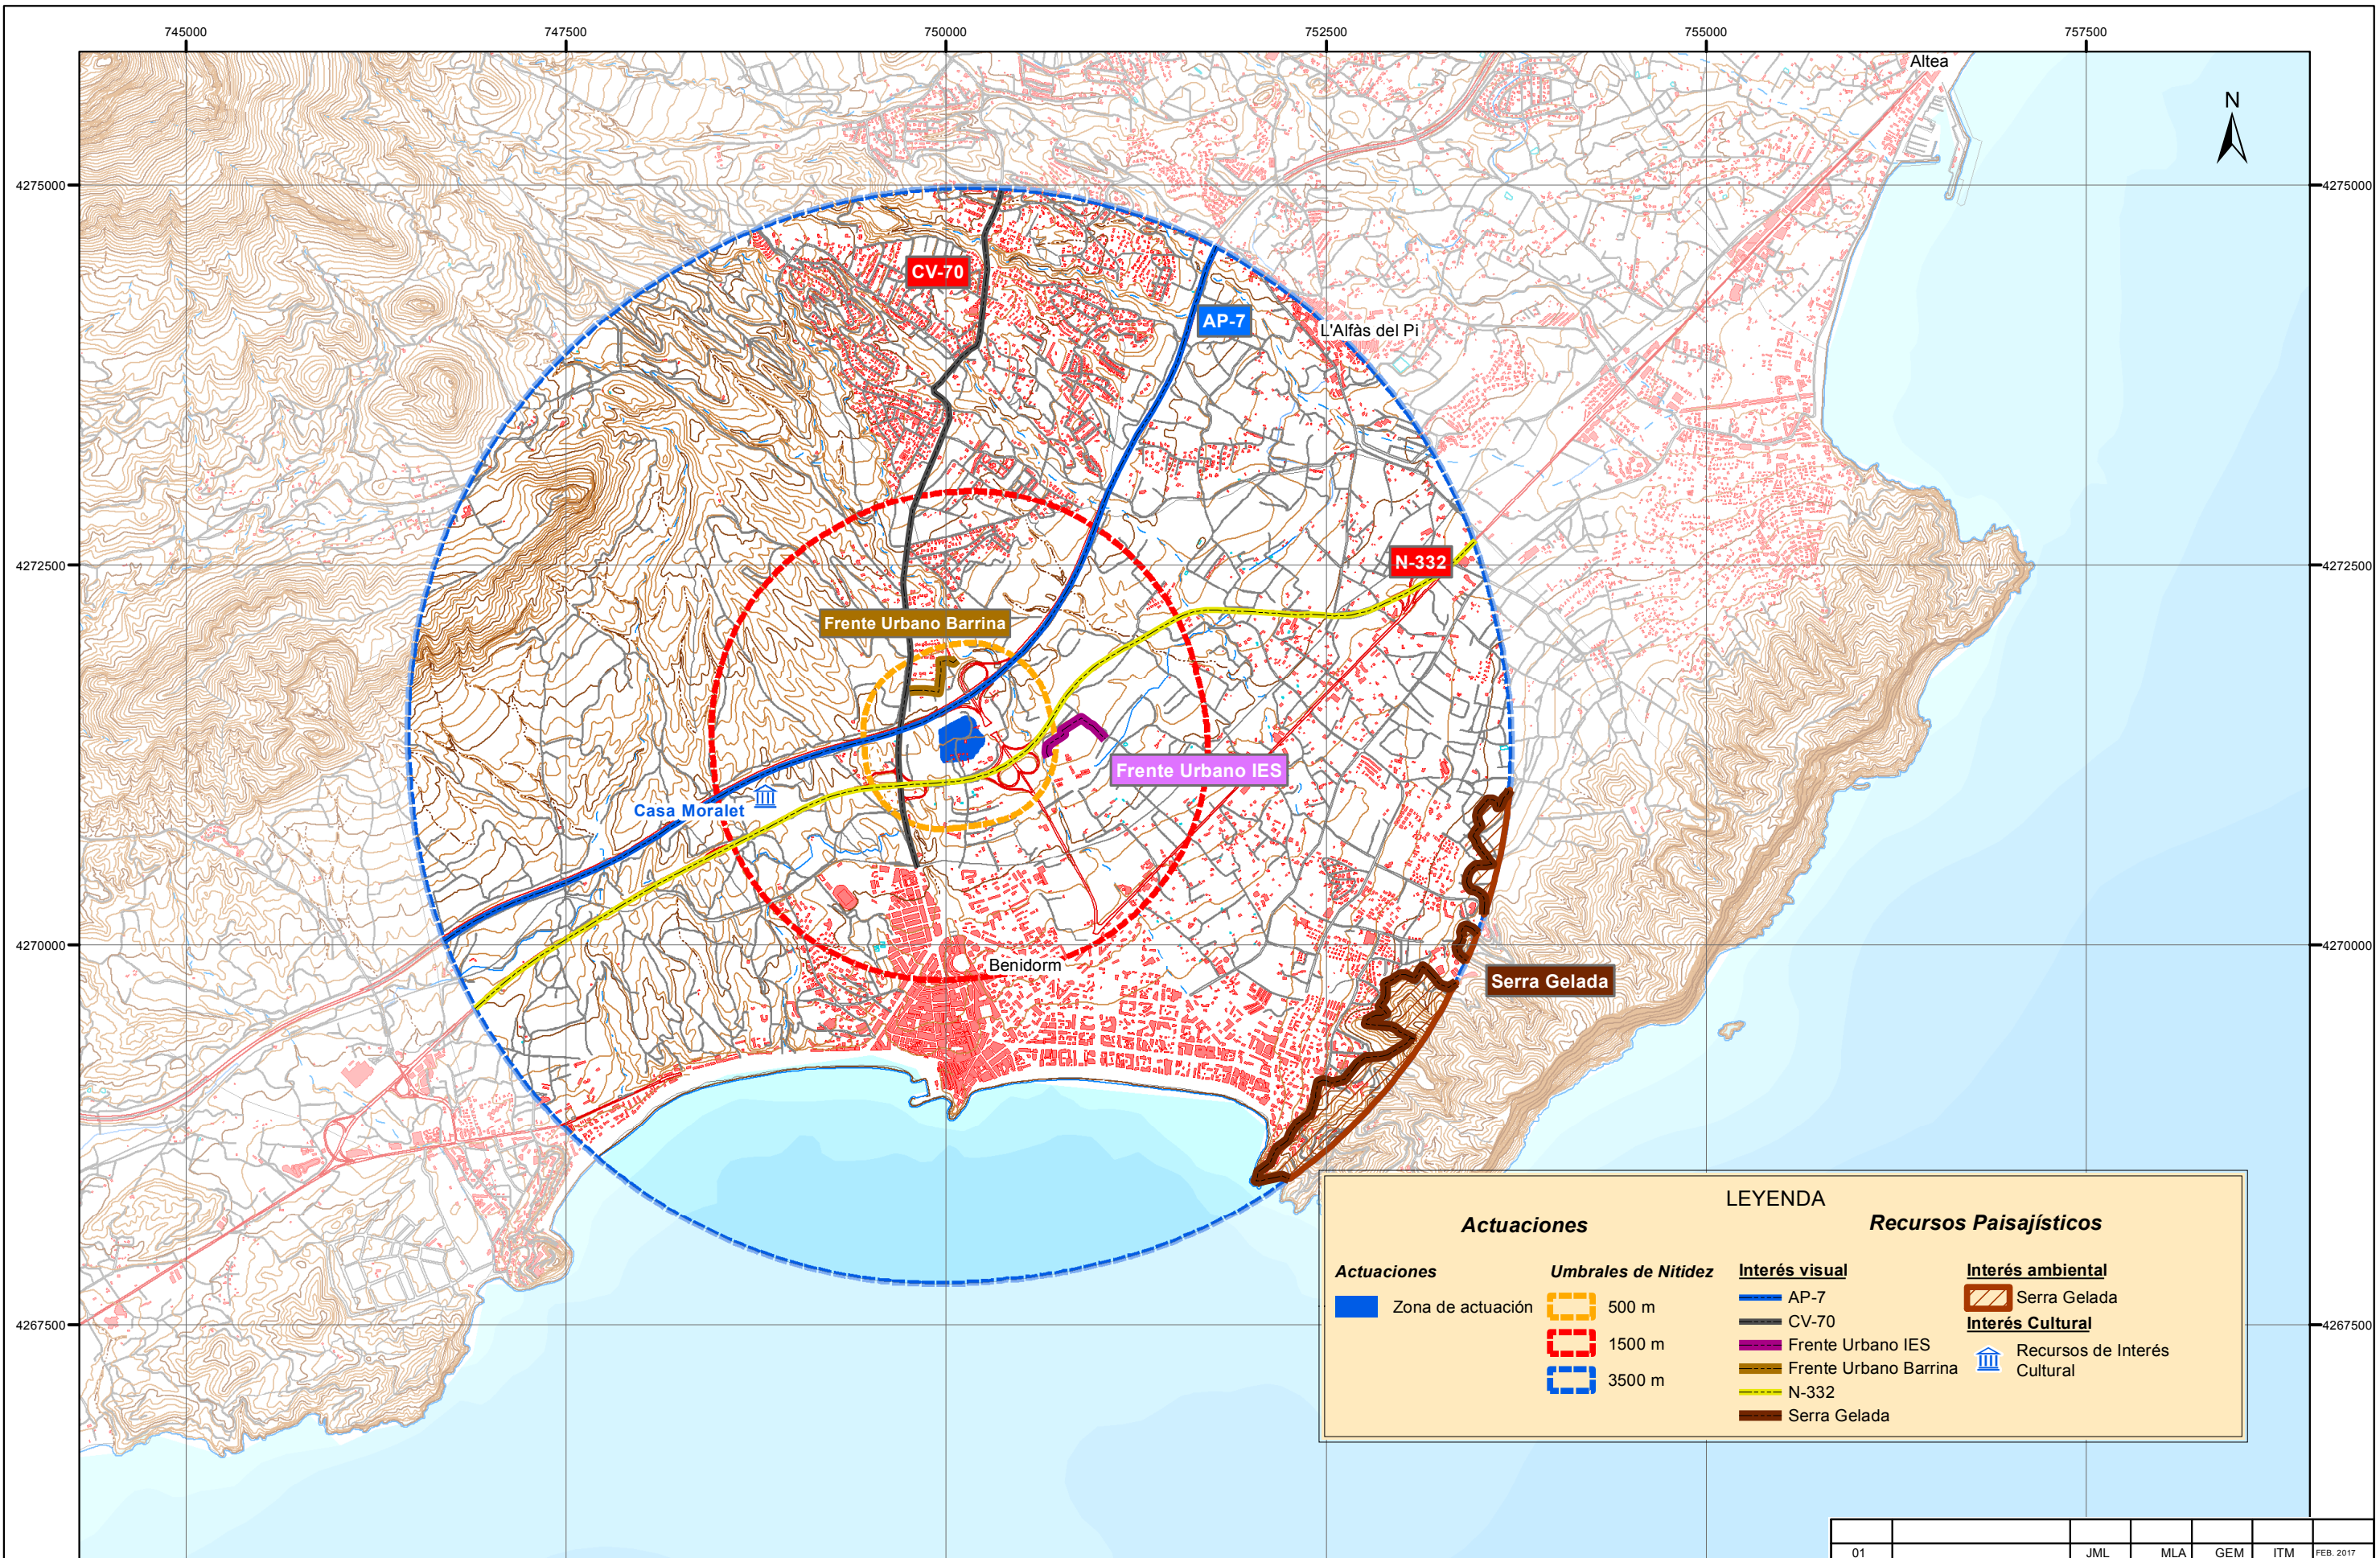 745000
747500
750000
752500
755000
757500
Altea
N
4275000
4275000
CV-70
AP-7
L'Alfàs del Pi
4272500
N-332
4272500
Frente Urbano Barrina
Frente Urbano IES
Casa Moralet
4270000
4270000
Benidorm
Serra Gelada
LEYENDA
Actuaciones
Recursos Paisajísticos
Actuaciones
Zona de actuación
Umbrales de Nitidez
500 m
1500 m
3500 m
Interés visual
AP-7
CV-70
Frente Urbano IES
Frente Urbano Barrina
N-332
Serra Gelada
Interés ambiental
Serra Gelada
Interés Cultural
Recursos de Interés
Cultural
4267500
4267500
01 JML MLA GEM ITM FEB. 2017